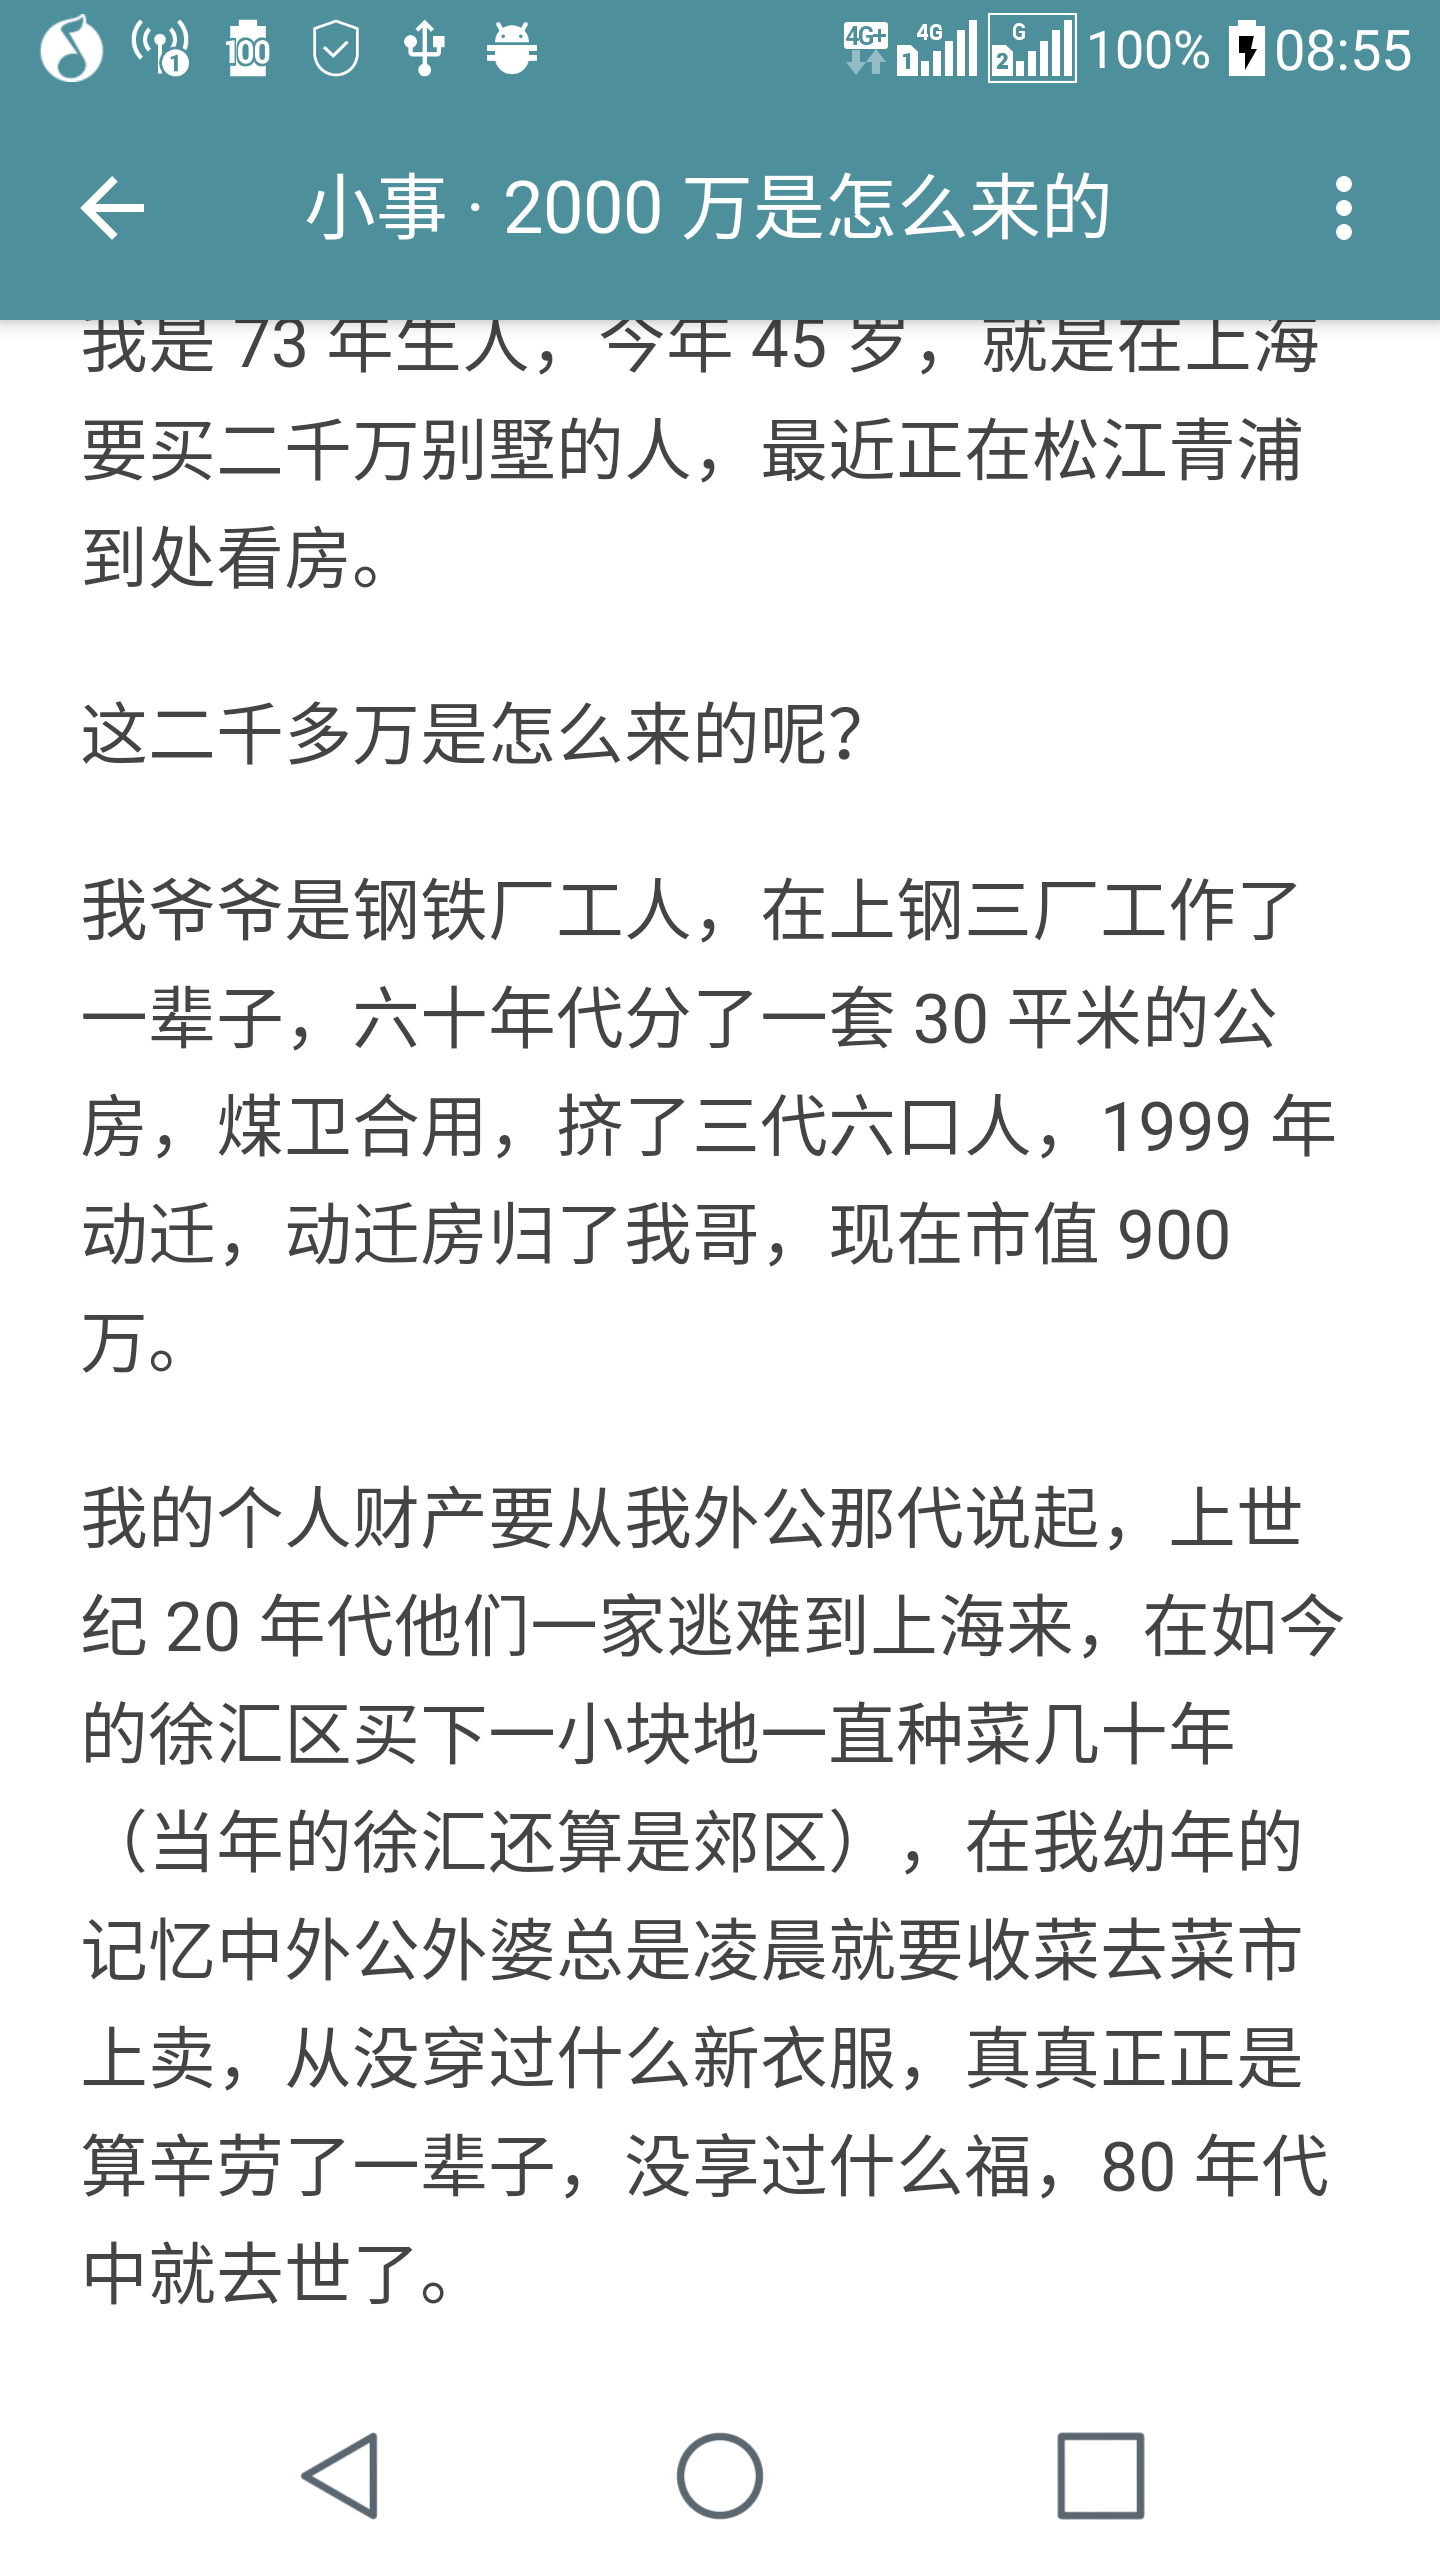 100
1
4G+
4G
1
G
2
100%
08:55
小事 · 2000 万是怎么来的
我是 73 年生人，今年 45 岁，就是在上海
要买二千万别墅的人，最近正在松江青浦
到处看房。
这二千多万是怎么来的呢？
我爷爷是钢铁厂工人，在上钢三厂工作了
一辈子，六十年代分了一套 30 平米的公
房，煤卫合用，挤了三代六口人，1999 年
动迁，动迁房归了我哥，现在市值 900
万。
我的个人财产要从我外公那代说起，上世
纪 20 年代他们一家逃难到上海来，在如今
的徐汇区买下一小块地一直种菜几十年
（当年的徐汇还算是郊区），在我幼年的
记忆中外公外婆总是凌晨就要收菜去菜市
上卖，从没穿过什么新衣服，真真正正是
算辛劳了一辈子，没享过什么福，80 年代
中就去世了。